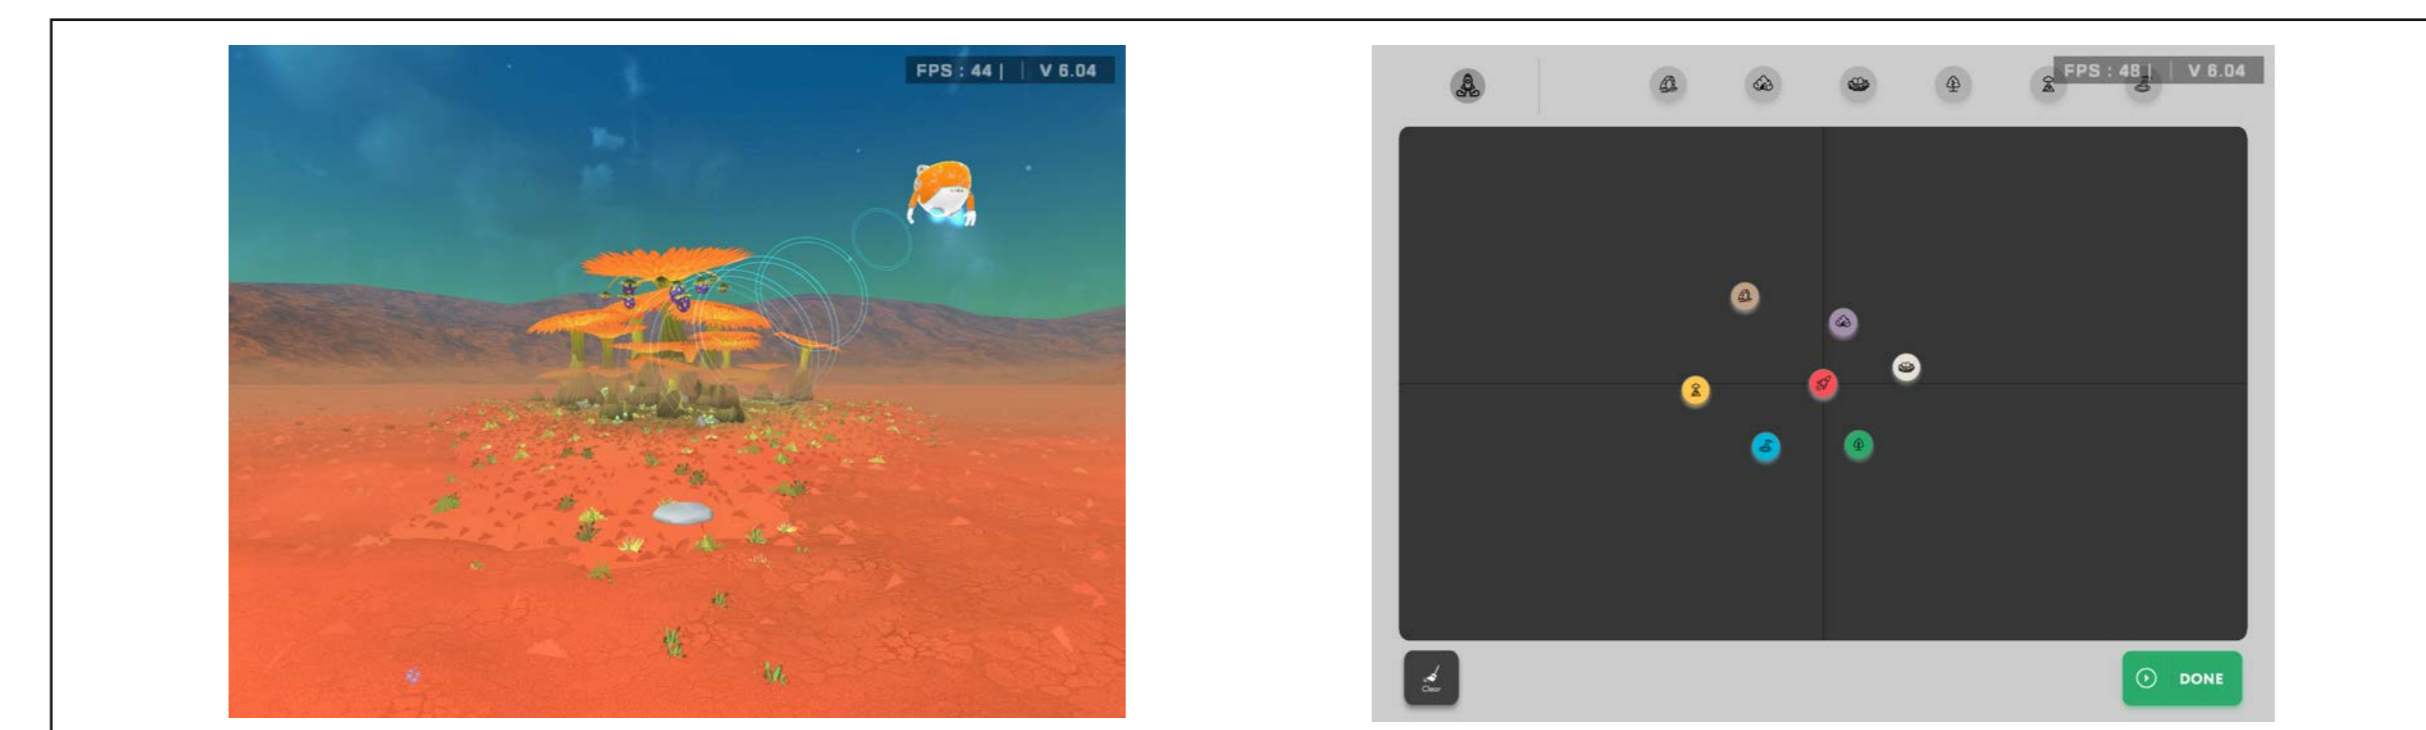 FPS : 44 | | V 6.04
FPS : 48 | | V 6.04
Clear
DONE